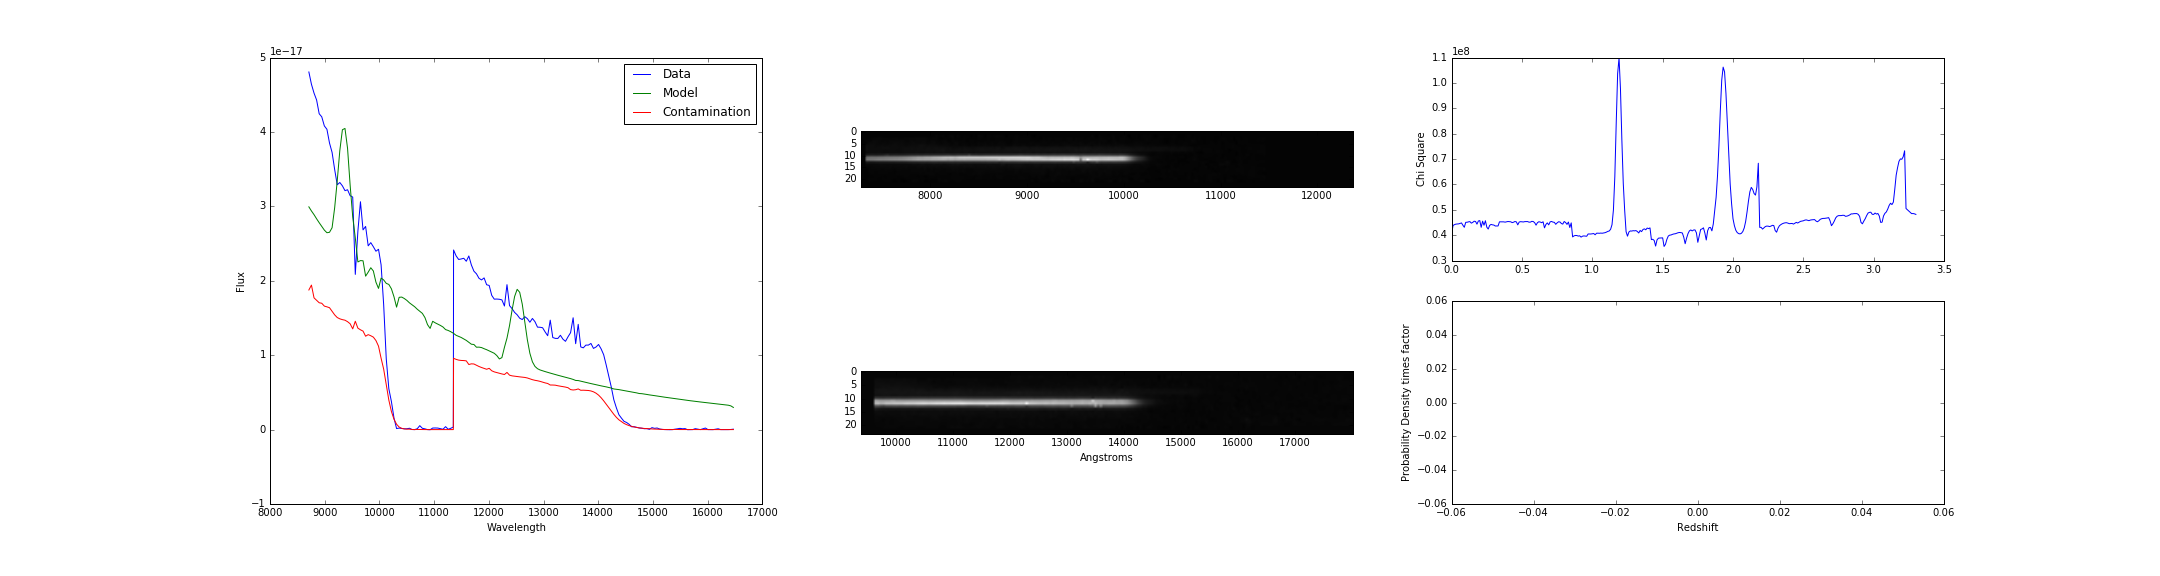 1e−17
5
4
3
2
1
0
−1
Flux
Data
Model
Contamination
8000 9000 10000 11000 12000 13000 14000 15000 16000 17000
Wavelength
0
5
10
15
20
8000 9000 10000 11000 12000
0
5
10
15
20
10000 11000 12000 13000 14000 15000 16000 17000
Angstroms
1e8
1.1
1.0
0.9
0.8
0.7
0.6
0.5
0.4
0.3
Chi Square
0.0 0.5 1.0 1.5 2.0 2.5 3.0 3.5
0.06
0.04
0.02
0.00
−0.02
−0.04
−0.06
Probability Density times factor
−0.06 −0.04 −0.02 0.00 0.02 0.04 0.06
Redshift